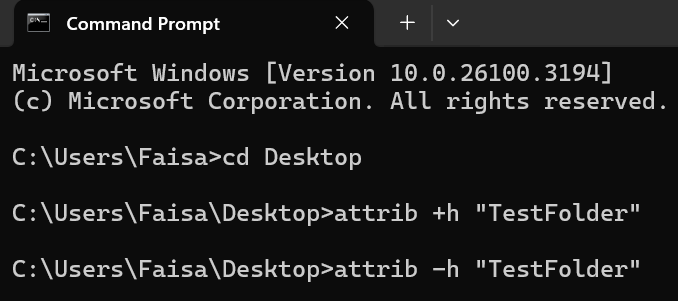 Command Prompt
Microsoft Windows [Version 10.0.26100.3194]
(c) Microsoft Corporation. All rights reserved.
C:\Users\Faisa>cd Desktop
C:\Users\Faisa\Desktop>attrib +h "TestFolder"
C:\Users\Faisa\Desktop>attrib -h "TestFolder"